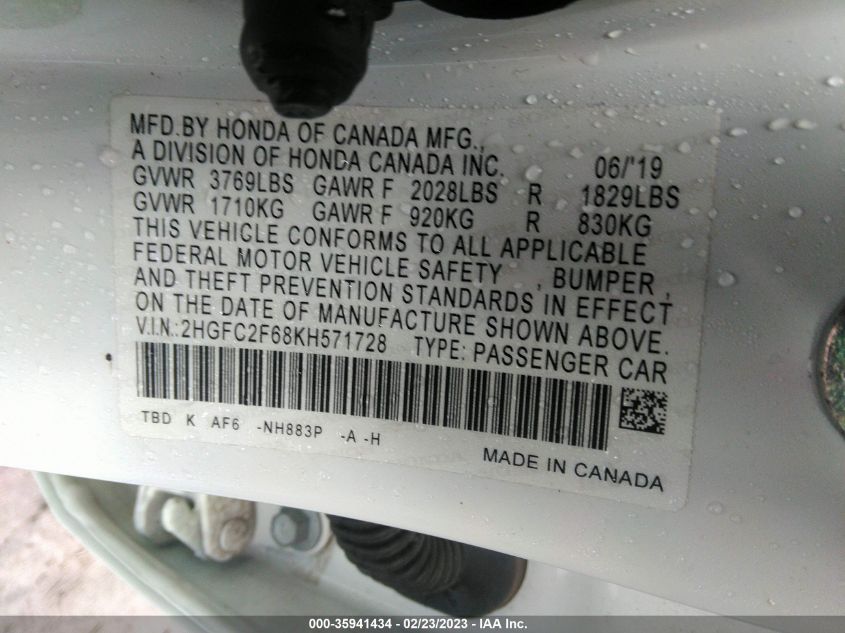 MFD.BY HONDA OF CANADA MFG.,
A DIVISION OF HONDA CANADA INC. 06/'19
GVWR 3769LBS GAWR F 2028LBS R 1829LBS
GVWR 1710KG GAWR F 920KG R 830KG
THIS VEHICLE CONFORMS TO ALL APPLICABLE
FEDERAL MOTOR VEHICLE SAFETY , BUMPER ,
AND THEFT PREVENTION STANDARDS IN EFFECT
ON THE DATE OF MANUFACTURE SHOWN ABOVE.
V.I.N.:2HGFC2F68KH571728 TYPE: PASSENGER CAR
TBD K AF6 -NH883P -A -H
MADE IN CANADA
000-35941434 - 02/23/2023 - IAA Inc.